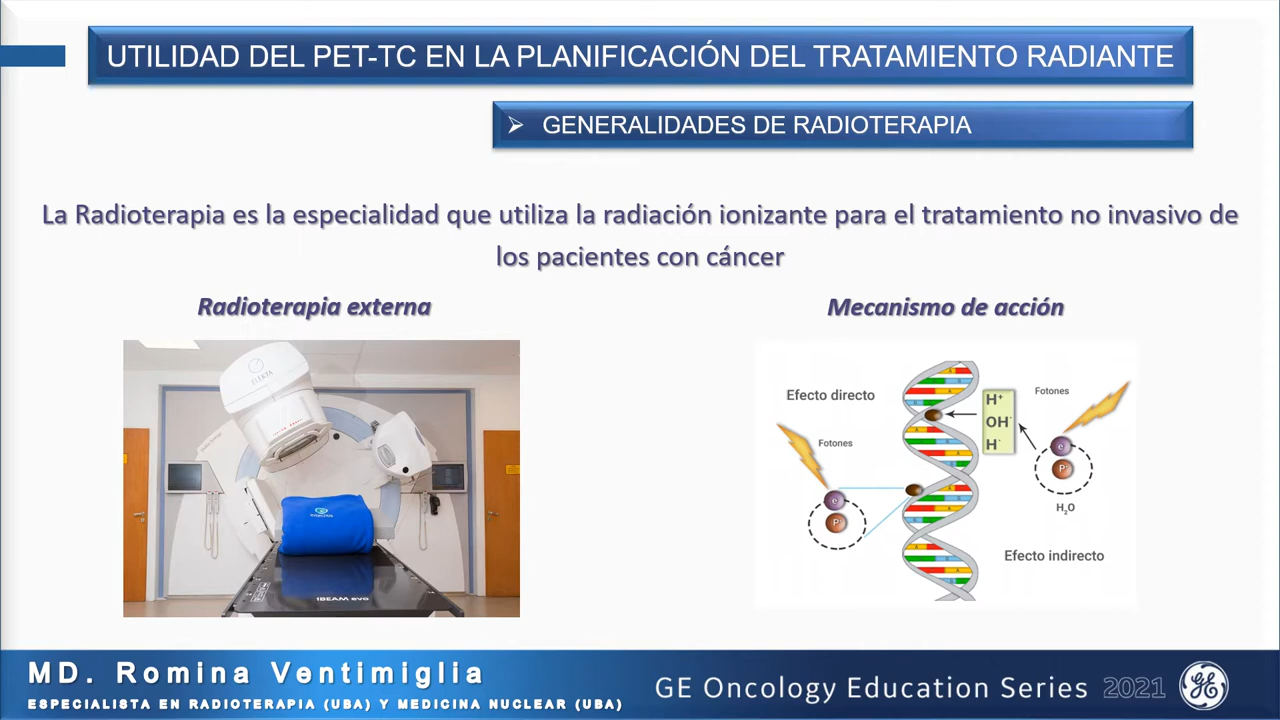 UTILIDAD DEL PET-TC EN LA PLANIFICACIÓN DEL TRATAMIENTO RADIANTE
➢ GENERALIDADES DE RADIOTERAPIA
La Radioterapia es la especialidad que utiliza la radiación ionizante para el tratamiento no invasivo de
los pacientes con cáncer
Radioterapia externa
Mecanismo de acción
ELEKTA
IBEAM evo
Efecto directo
Fotones
e⁻
P⁺
H⁺
OH⁻
H⁻
Fotones
e⁻
P⁺
H₂O
Efecto indirecto
MD. Romina Ventimiglia
ESPECIALISTA EN RADIOTERAPIA (UBA) Y MEDICINA NUCLEAR (UBA)
GE Oncology Education Series 2021
GE